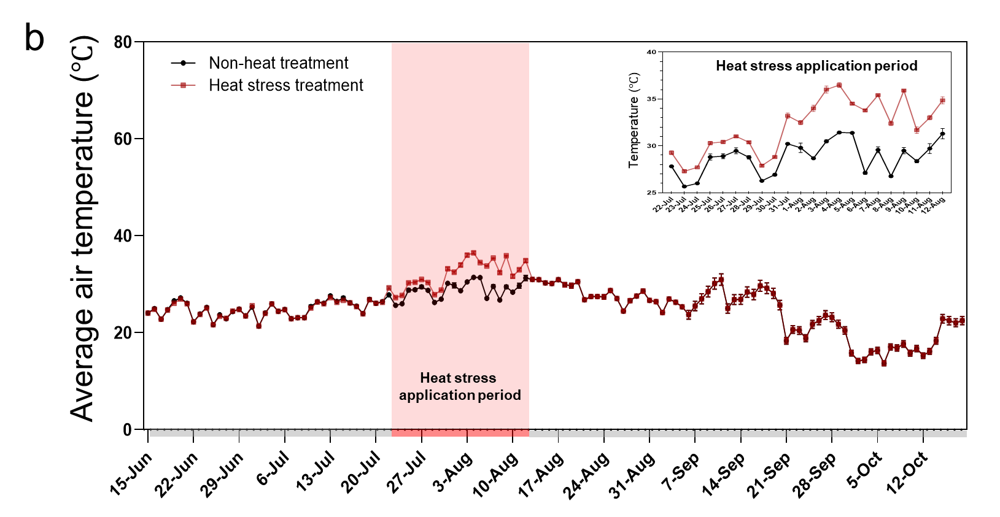 b
Average air temperature (°C)
80
60
40
20
0
Non-heat treatment
Heat stress treatment
Heat stress
application period
15-Jun
22-Jun
29-Jun
6-Jul
13-Jul
20-Jul
27-Jul
3-Aug
10-Aug
17-Aug
24-Aug
31-Aug
7-Sep
14-Sep
21-Sep
28-Sep
5-Oct
12-Oct
Heat stress application period
Temperature (°C)
40
35
30
25
22-Jul
23-Jul
24-Jul
25-Jul
26-Jul
27-Jul
28-Jul
29-Jul
30-Jul
31-Jul
1-Aug
2-Aug
3-Aug
4-Aug
5-Aug
6-Aug
7-Aug
8-Aug
9-Aug
10-Aug
11-Aug
12-Aug